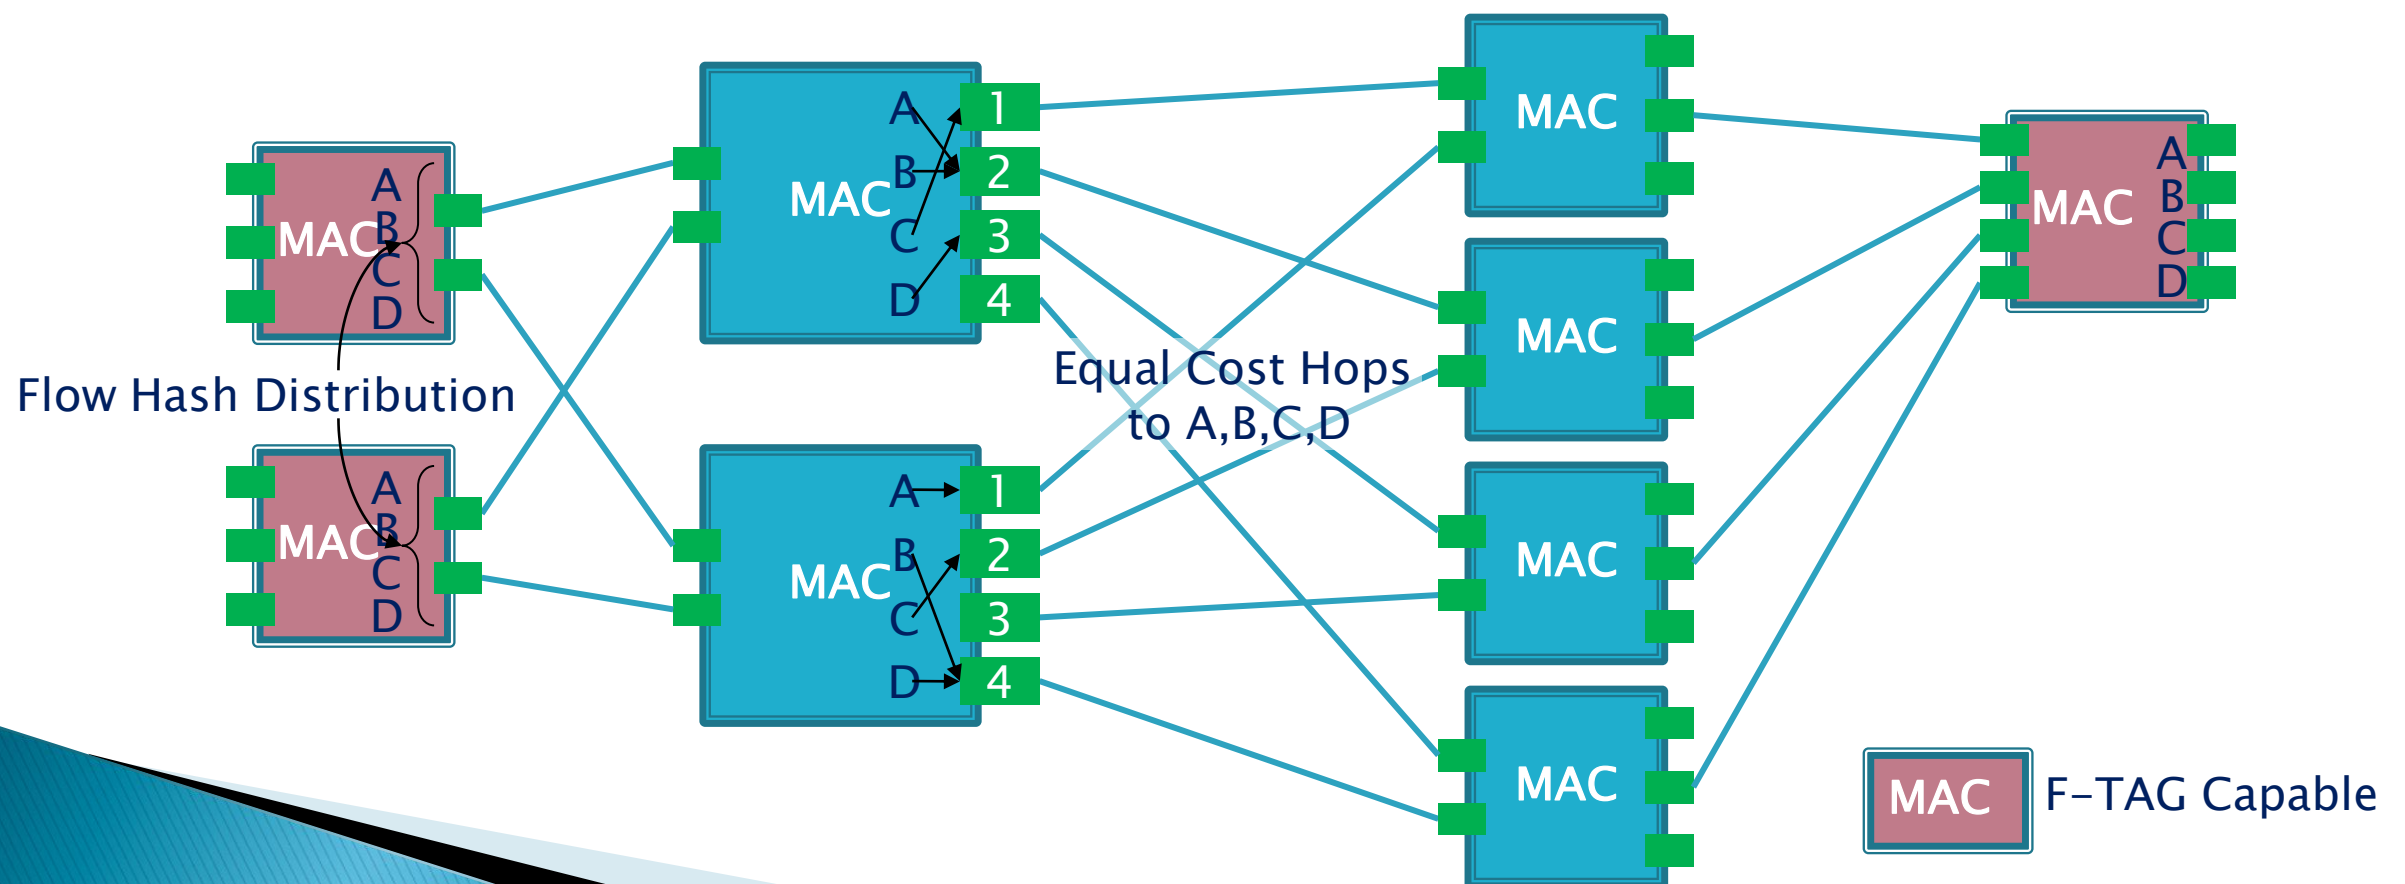 A
B
MAC
C
D
Flow Hash Distribution
A
B
MAC
C
D
A
B
MAC
C
D
1
2
3
4
A
B
MAC
C
D
1
2
3
4
Equal Cost Hops
to A,B,C,D
MAC
MAC
MAC
MAC
A
B
MAC
C
D
MAC
F-TAG Capable